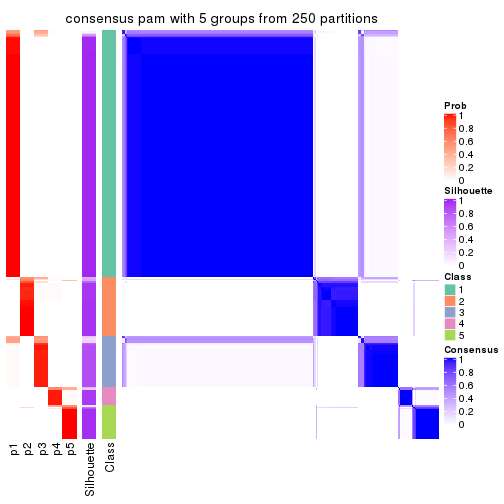 consensus pam with 5 groups from 250 partitions
Prob
1
0.8
0.6
0.4
0.2
0
Silhouette
1
0.8
0.6
0.4
0.2
0
Class
1
2
3
4
5
Consensus
1
0.8
0.6
0.4
0.2
0
p1
p2
p3
p4
p5
Silhouette
Class